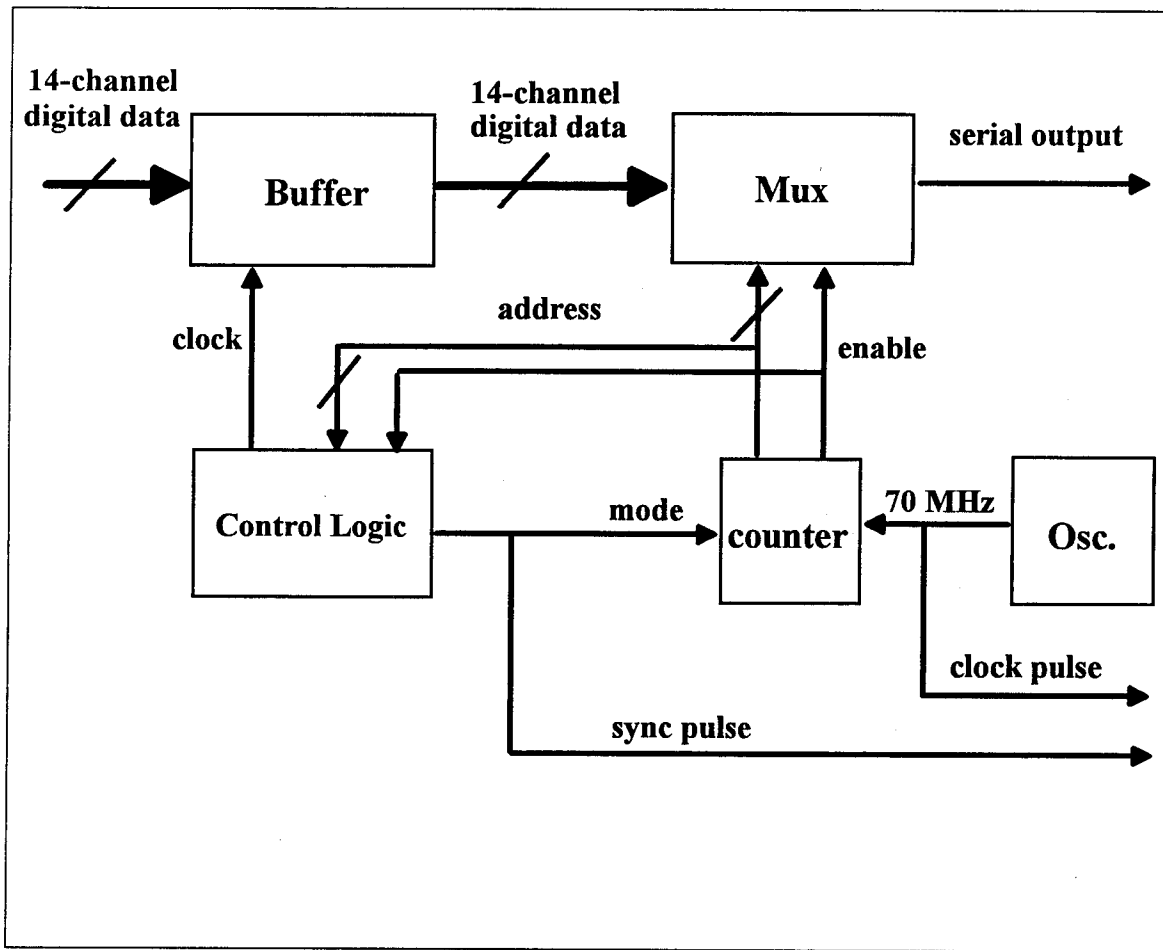 14-channel
digital data
14-channel
digital data
serial output
Buffer
Mux
clock
address
enable
Control Logic
mode
counter
70 MHz
Osc.
clock pulse
sync pulse